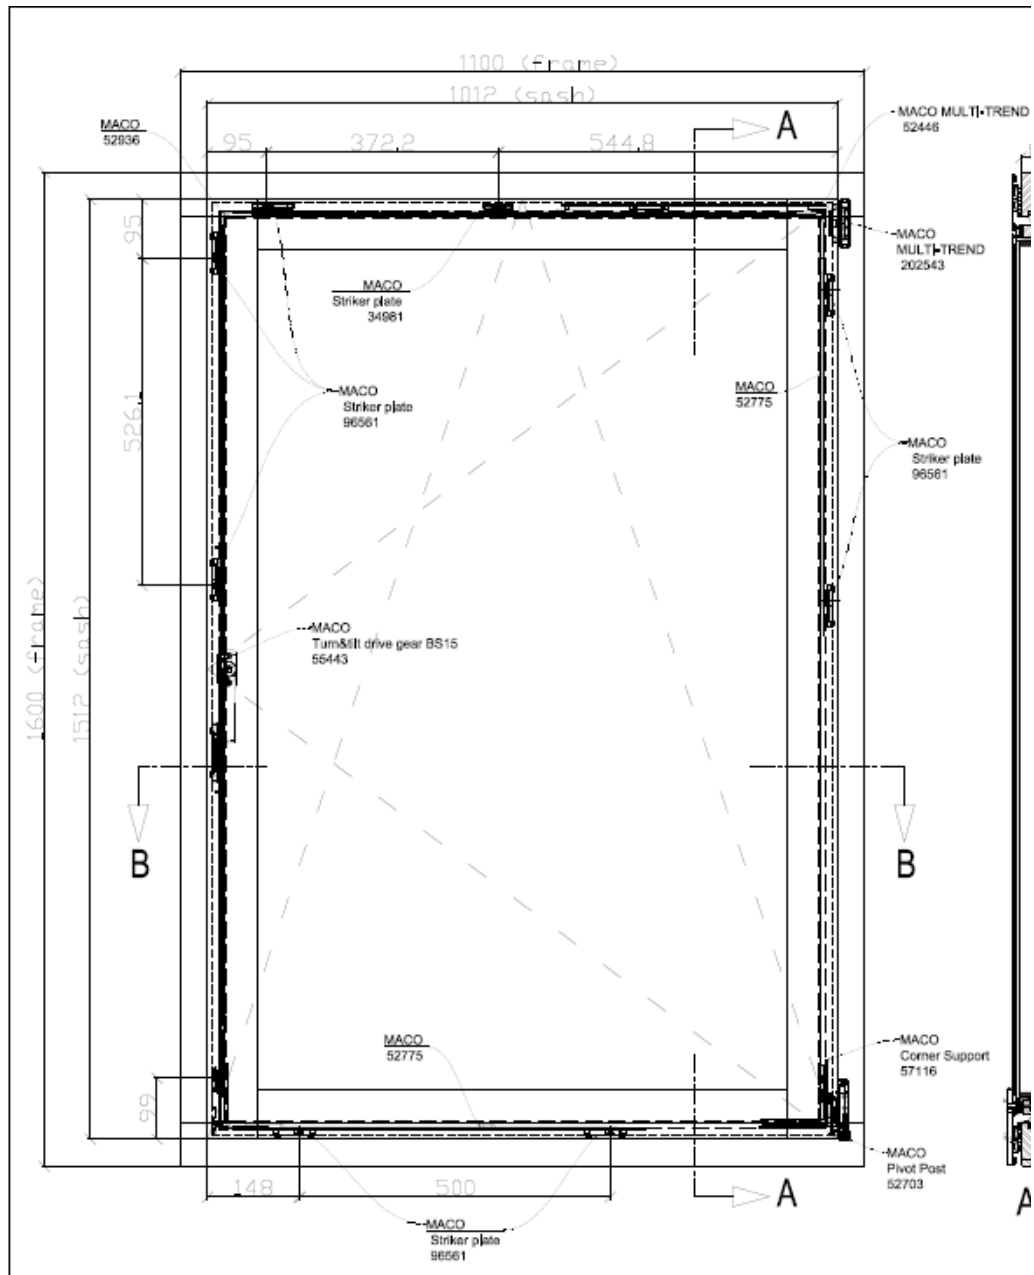 1100 (frame)
1012 (sash)
MACO
52936
95
372.2
544.8
A
MACO MULTI-TREND
52446
95
MACO
MULTI-TREND
202543
MACO
Striker plate
34981
MACO
Striker plate
96561
MACO
52775
526.1
MACO
Striker plate
96561
1600 (frame)
1512 (sash)
MACO
Turn&tilt drive gear BS15
55443
B
B
MACO
52775
MACO
Corner Support
57116
99
MACO
Pivot Post
52703
148
500
A
A
MACO
Striker plate
96561